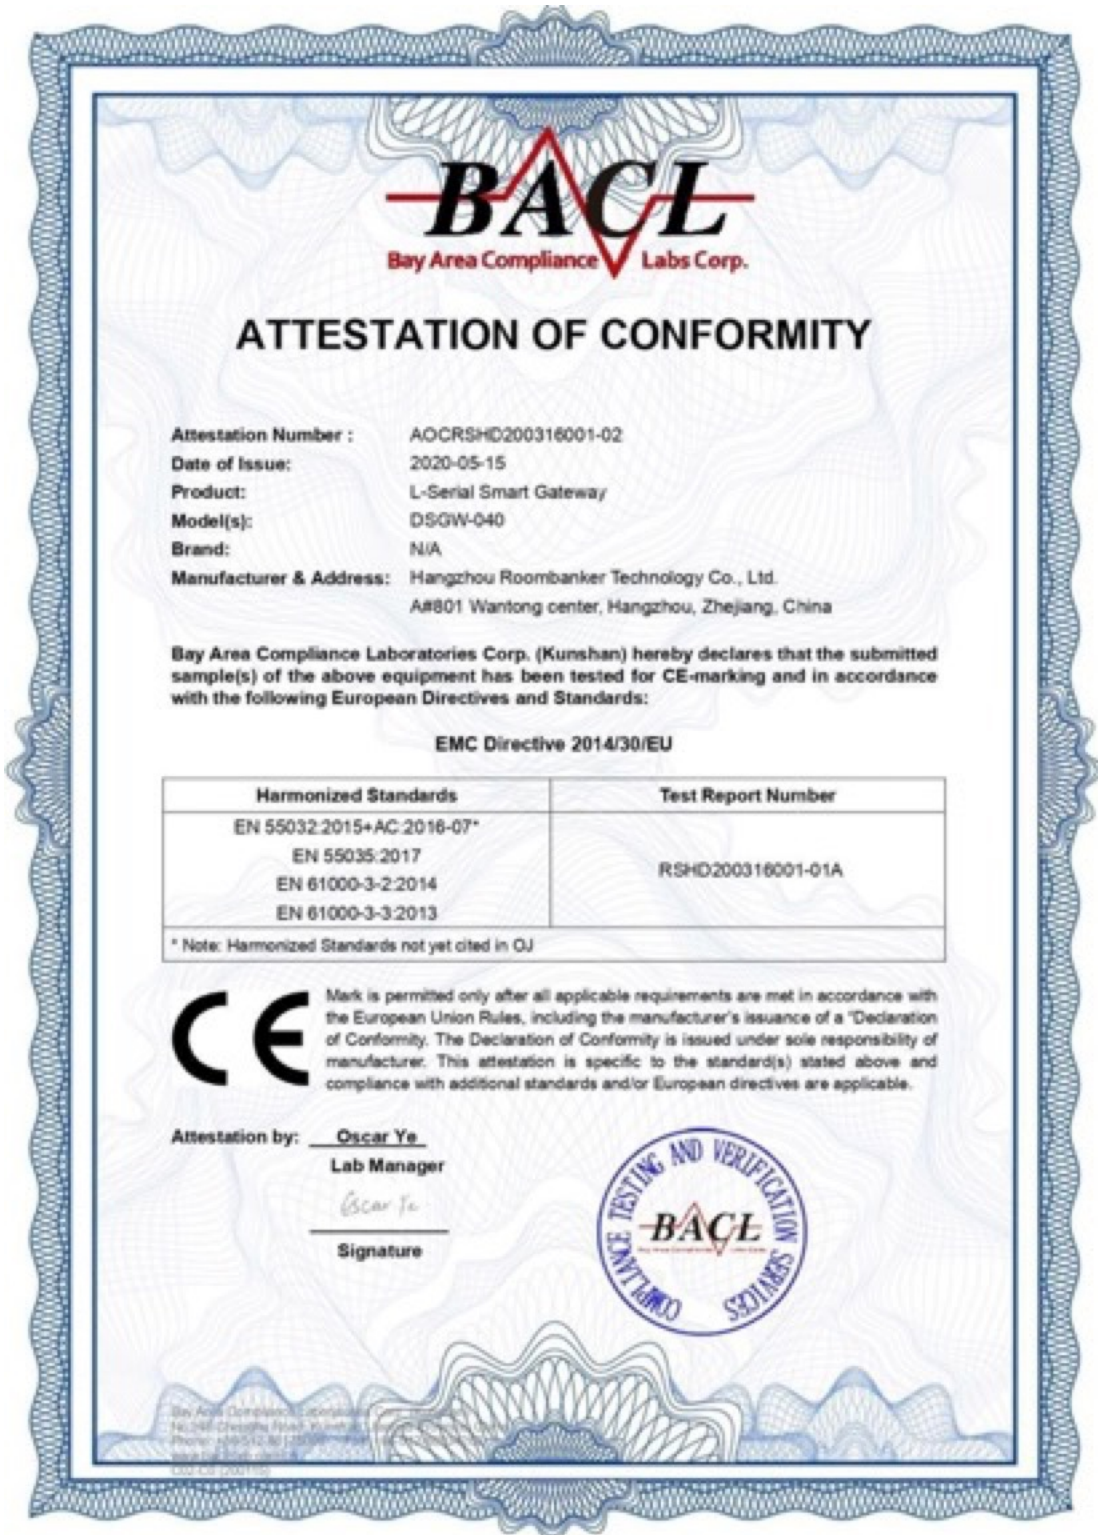 BACL
Bay Area Compliance Labs Corp.
ATTESTATION OF CONFORMITY
Attestation Number : AOCRSHD200316001-02
Date of Issue: 2020-05-15
Product: L-Serial Smart Gateway
Model(s): DSGW-040
Brand: N/A
Manufacturer & Address: Hangzhou Roombanker Technology Co., Ltd.
A#801 Wantong center, Hangzhou, Zhejiang, China
Bay Area Compliance Laboratories Corp. (Kunshan) hereby declares that the submitted
sample(s) of the above equipment has been tested for CE-marking and in accordance
with the following European Directives and Standards:
EMC Directive 2014/30/EU
Harmonized Standards Test Report Number
EN 55032:2015+AC:2016-07*
EN 55035:2017
EN 61000-3-2:2014
EN 61000-3-3:2013
RSHD200316001-01A
* Note: Harmonized Standards not yet cited in OJ
CE
Mark is permitted only after all applicable requirements are met in accordance with
the European Union Rules, including the manufacturer's issuance of a "Declaration
of Conformity. The Declaration of Conformity is issued under sole responsibility of
manufacturer. This attestation is specific to the standard(s) stated above and
compliance with additional standards and/or European directives are applicable.
Attestation by: Oscar Ye
Lab Manager
Oscar Ye
Signature
COMPLIANCE TESTING AND VERIFICATION SERVICES
BACL
Bay Area Compliance Labs Corp.
Bay Area Compliance